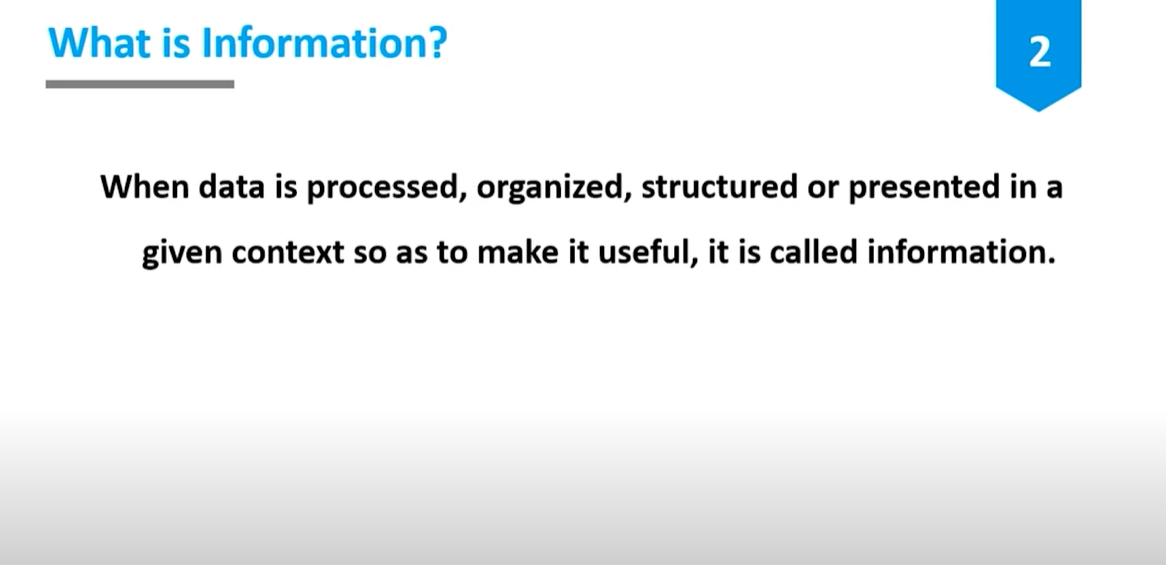 What is Information?
2
When data is processed, organized, structured or presented in a
given context so as to make it useful, it is called information.